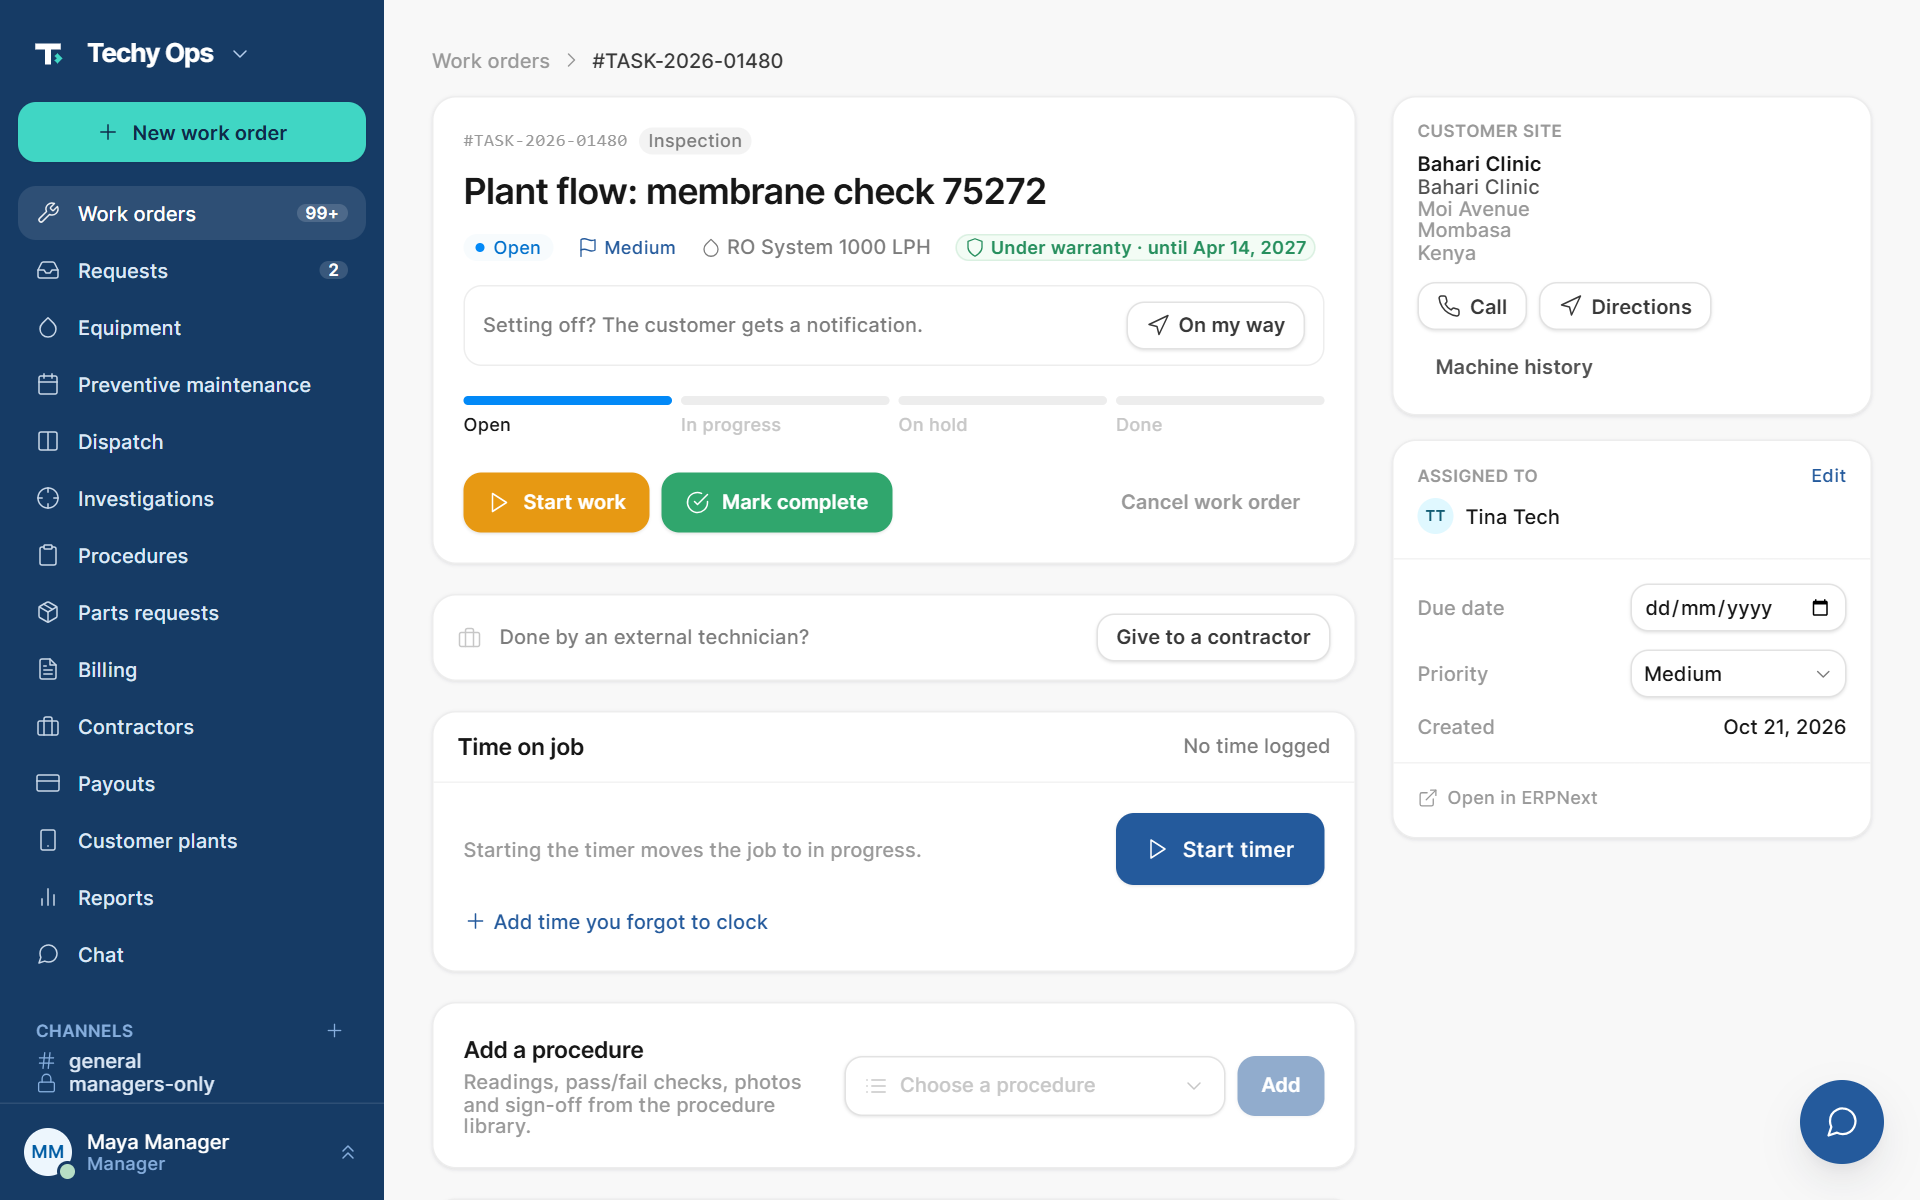 Techy Ops
New work order
Work orders 99+
Requests 2
Equipment
Preventive maintenance
Dispatch
Investigations
Procedures
Parts requests
Billing
Contractors
Payouts
Customer plants
Reports
Chat
CHANNELS
general
managers-only
MM
Maya Manager
Manager
Work orders > #TASK-2026-01480
#TASK-2026-01480 Inspection
Plant flow: membrane check 75272
Open Medium RO System 1000 LPH Under warranty · until Apr 14, 2027
Setting off? The customer gets a notification. On my way
Open In progress On hold Done
Start work Mark complete Cancel work order
Done by an external technician? Give to a contractor
Time on job No time logged
Starting the timer moves the job to in progress. Start timer
+ Add time you forgot to clock
Add a procedure
Readings, pass/fail checks, photos
and sign-off from the procedure
library.
Choose a procedure Add
CUSTOMER SITE
Bahari Clinic
Bahari Clinic
Moi Avenue
Mombasa
Kenya
Call Directions
Machine history
ASSIGNED TO Edit
TT Tina Tech
Due date dd/mm/yyyy
Priority Medium
Created Oct 21, 2026
Open in ERPNext